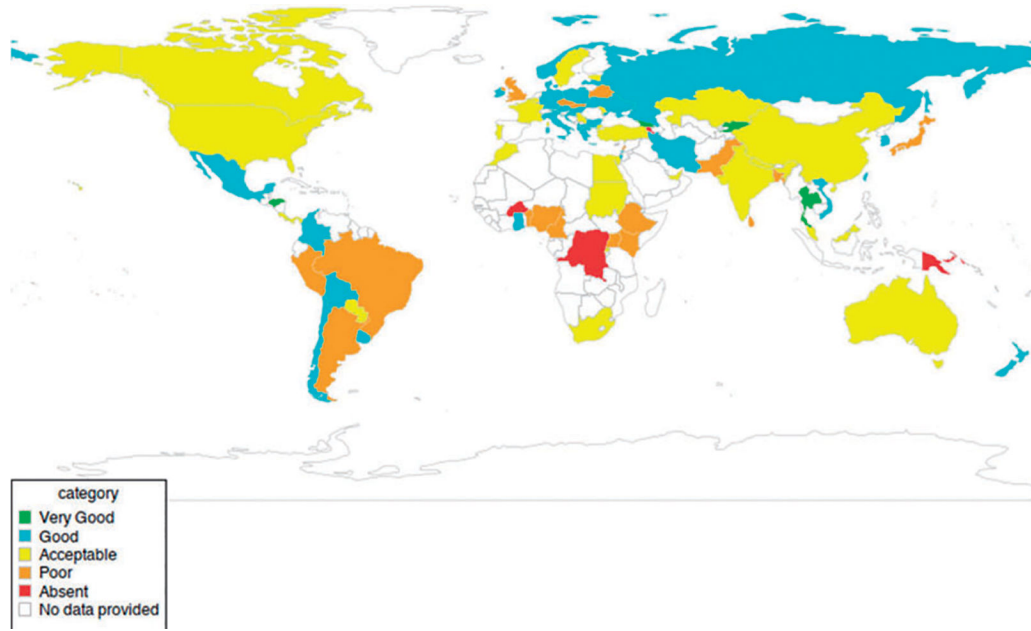 category
Very Good
Good
Acceptable
Poor
Absent
No data provided